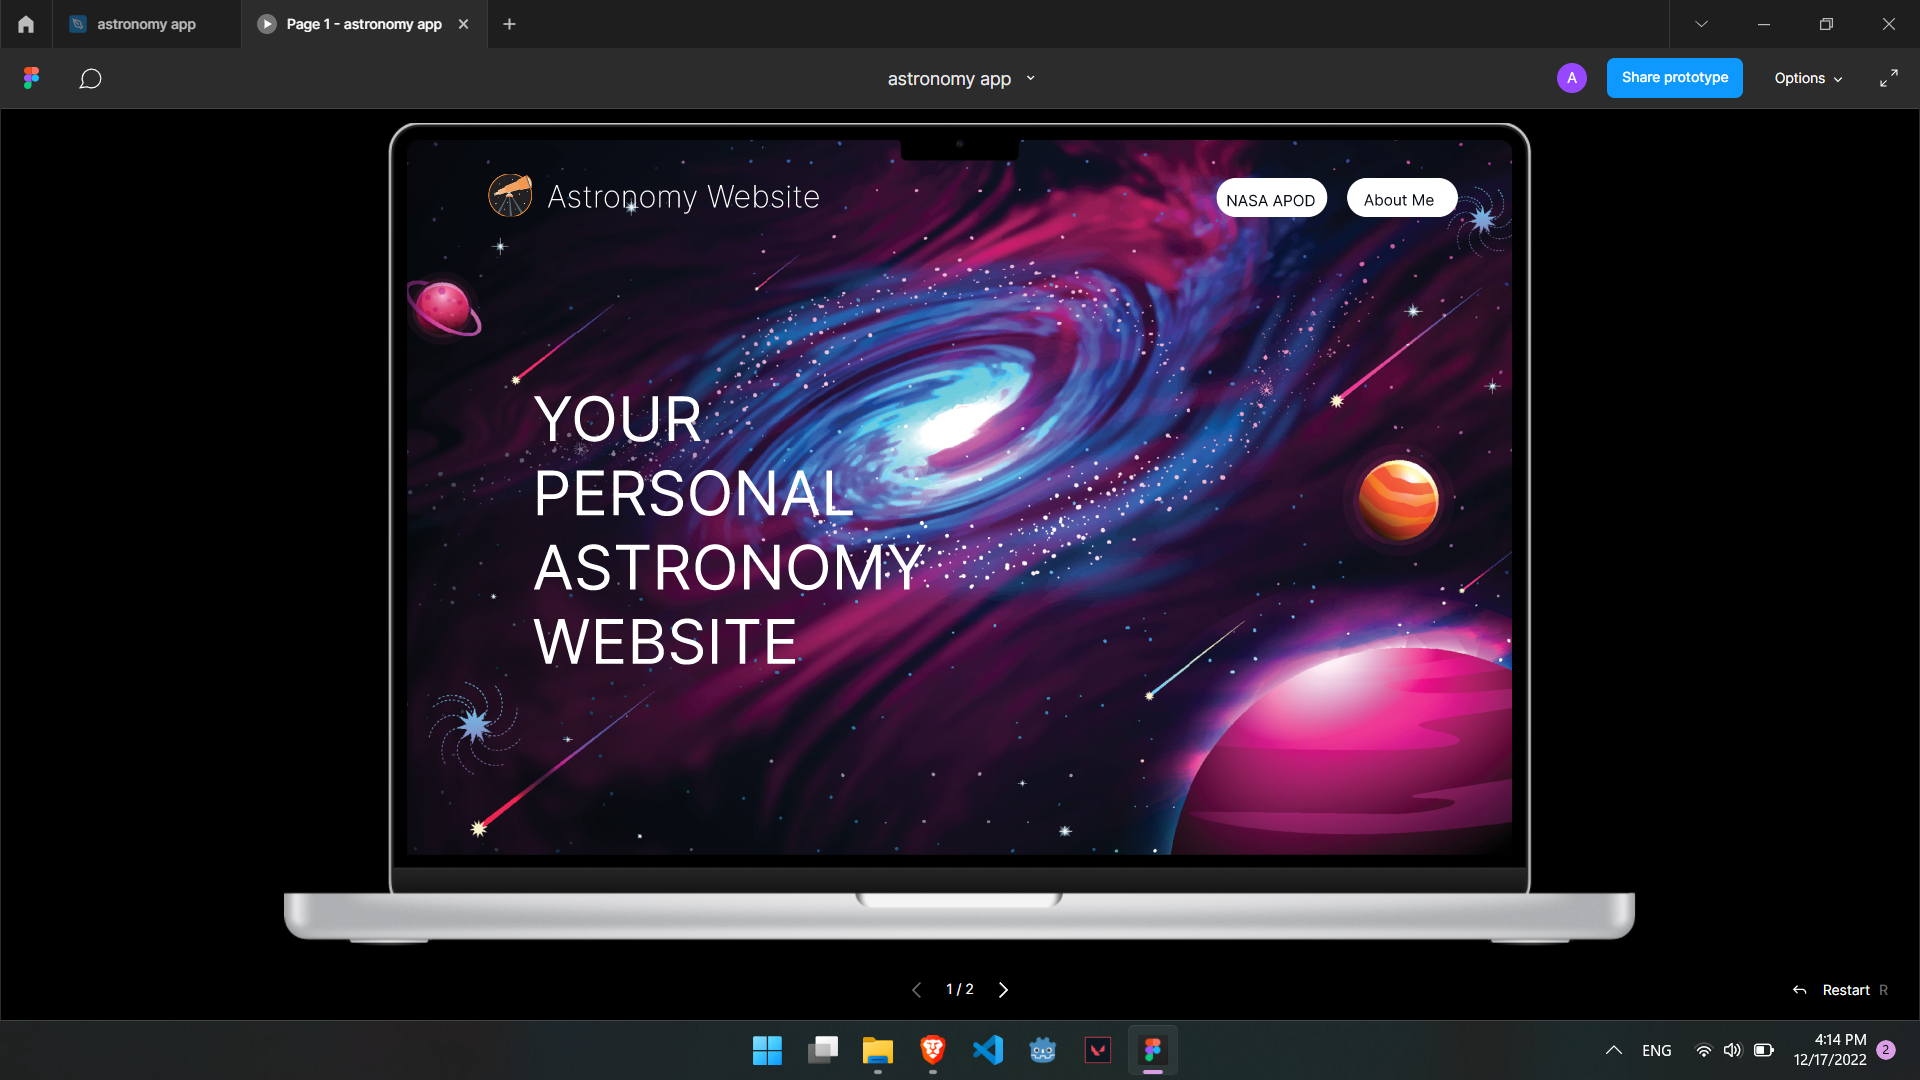 astronomy app
Page 1 - astronomy app
astronomy app
A
Share prototype
Options
Astronomy Website
NASA APOD
About Me
YOUR
PERSONAL
ASTRONOMY
WEBSITE
1 / 2
Restart R
ENG
4:14 PM
12/17/2022
2